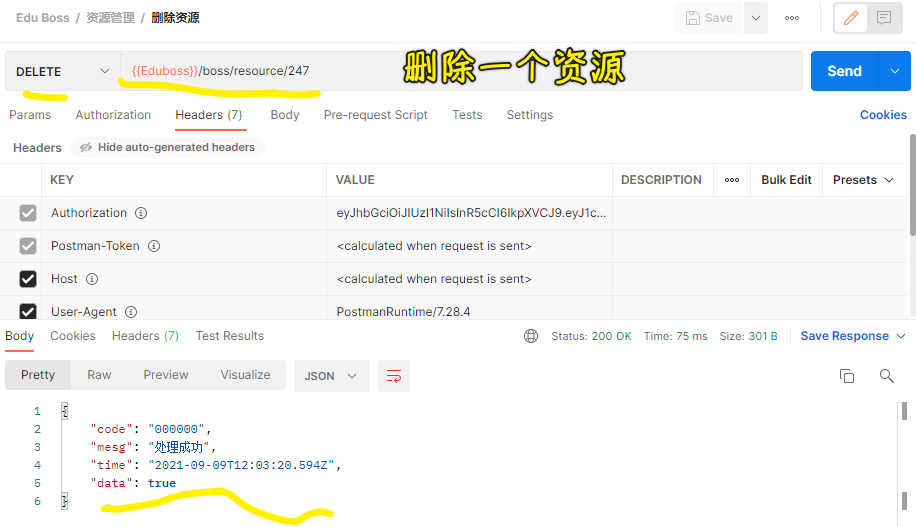 Edu Boss / 资源管理 / 删除资源
Save
DELETE
{{Eduboss}}/boss/resource/247
删除一个资源
Send
Params Authorization Headers (7) Body Pre-request Script Tests Settings Cookies
Headers Hide auto-generated headers
KEY VALUE DESCRIPTION Bulk Edit Presets
Authorization eyJhbGciOiJIUzI1NiIsInR5cCI6IkpXVCJ9.eyJ1c...
Postman-Token <calculated when request is sent>
Host <calculated when request is sent>
User-Agent PostmanRuntime/7.28.4
Body Cookies Headers (7) Test Results Status: 200 OK Time: 75 ms Size: 301 B Save Response
Pretty Raw Preview Visualize JSON
1 {
2 "code": "000000",
3 "mesg": "处理成功",
4 "time": "2021-09-09T12:03:20.594Z",
5 "data": true
6 }